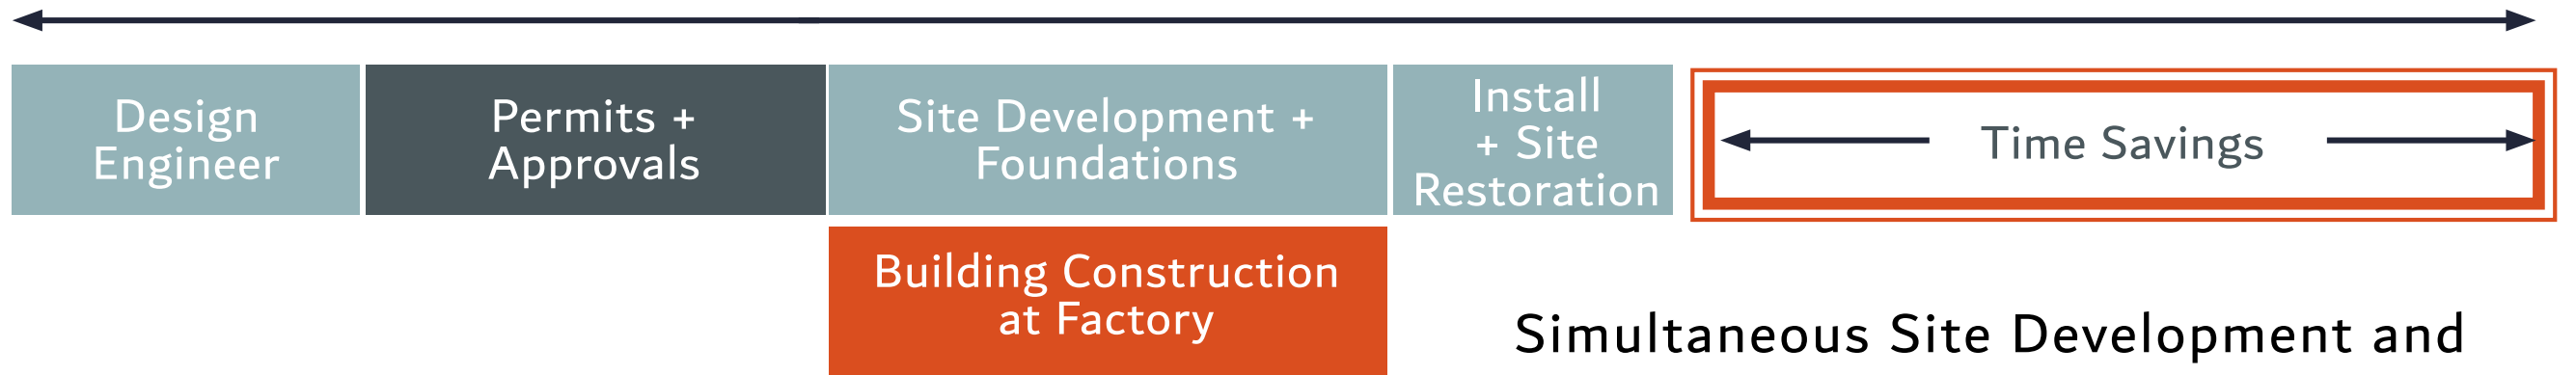 Design
Engineer
Permits +
Approvals
Site Development +
Foundations
Install
+ Site
Restoration
Time Savings
Building Construction
at Factory
Simultaneous Site Development and